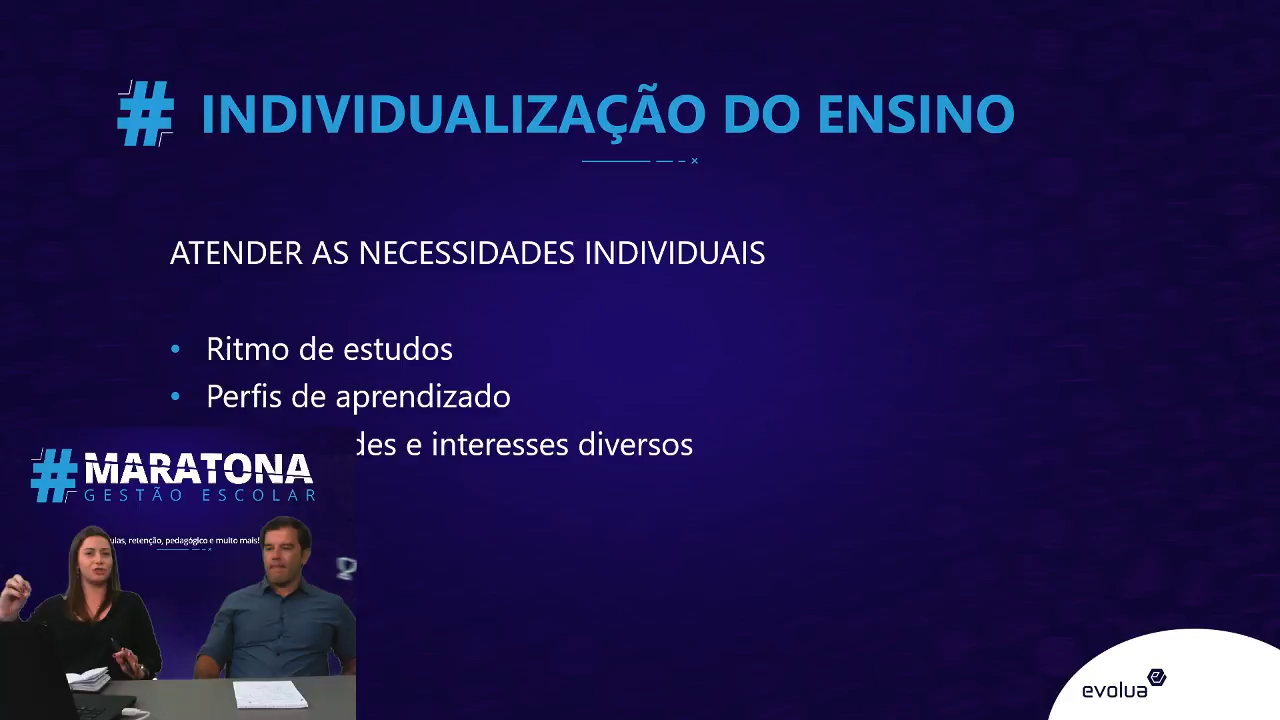 # INDIVIDUALIZAÇÃO DO ENSINO
ATENDER AS NECESSIDADES INDIVIDUAIS
• Ritmo de estudos
• Perfis de aprendizado
des e interesses diversos
#MARATONA
GESTÃO ESCOLAR
ulas, retenção, pedagógico e muito mais!
evolua